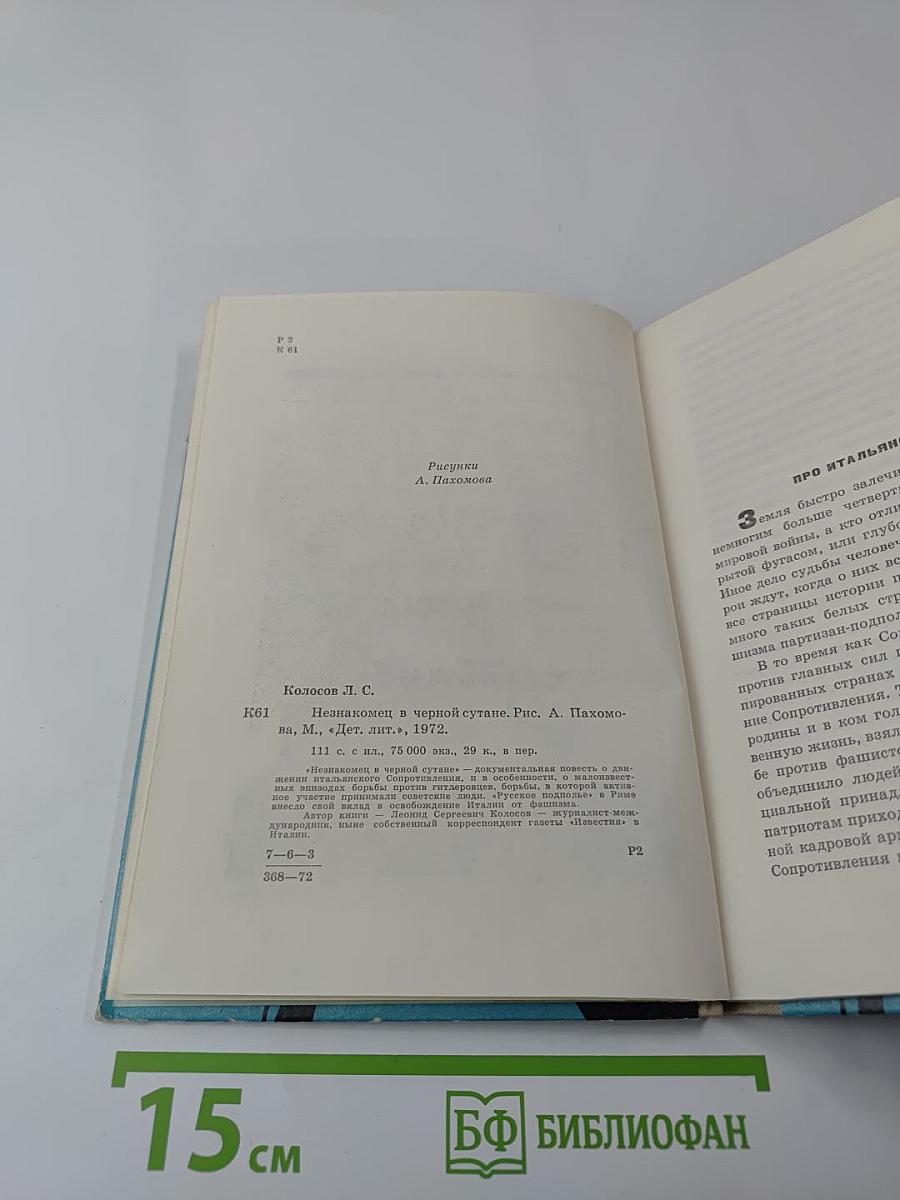 Р 2
К 61
Рисунки
А. Пахомова
Колосов Л. С.
К61 Незнакомец в черной сутане. Рис. А. Пахомо-
ва, М., «Дет. лит.», 1972.
111 с. с ил., 75 000 экз., 29 к., в пер.
«Незнакомец в черной сутане» — документальная повесть о дви-
жении итальянского Сопротивления, и в особенности, о малоизвест-
ных эпизодах борьбы против гитлеровцев, борьбы, в которой актив-
ное участие принимали советские люди. «Русское подполье» в Риме
внесло свой вклад в освобождение Италии от фашизма.
Автор книги — Леонид Сергеевич Колосов — журналист-меж-
дународник, ныне собственный корреспондент газеты «Известия» в
Италии.
7—6—3
368—72
Р2
ПРО ИТАЛЬЯНС
Земля быстро залечи
немногим больше четверт
мировой войны, а кто отли
рытой фугасом, или глубо
Иное дело судьбы человеч
рои ждут, когда о них вс
все страницы истории п
много таких белых стр
шизма партизан-подпол
В то время как Со
против главных сил г
пированных странах
ние Сопротивления. Т
родины и в ком гол
венную жизнь, взял
бе против фашисто
объединило людей
циальной принад
патриотам приход
ной кадровой арм
Сопротивления
15 см
БФ БИБЛИОФАН